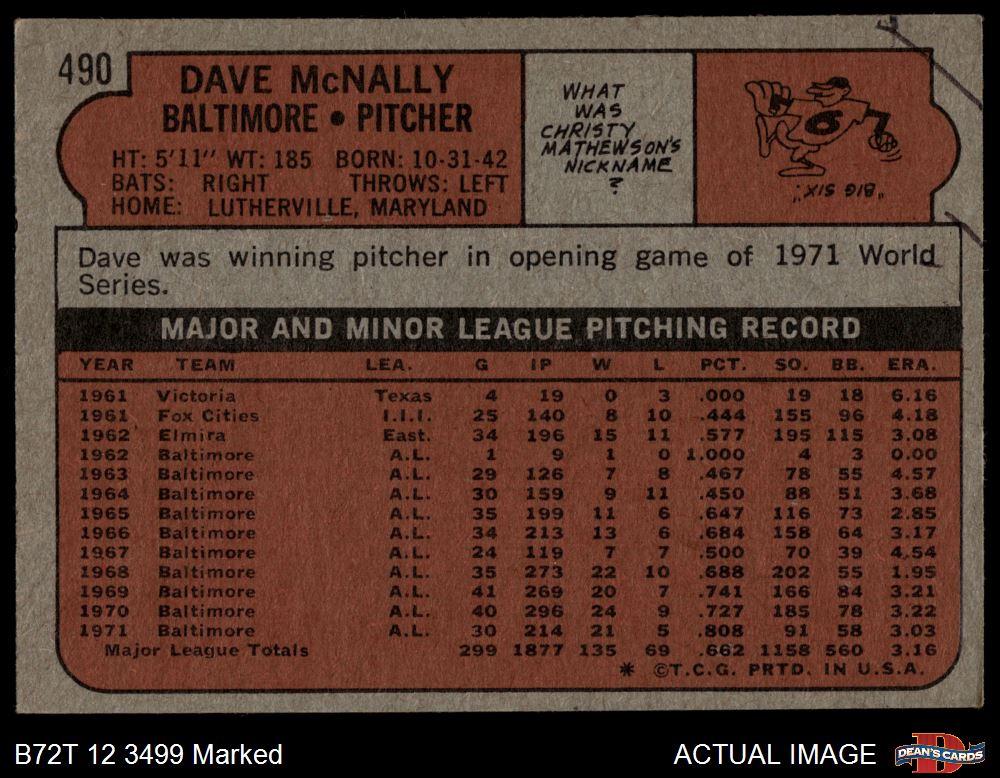 490
DAVE McNALLY
BALTIMORE • PITCHER
HT: 5'11" WT: 185 BORN: 10-31-42
BATS: RIGHT THROWS: LEFT
HOME: LUTHERVILLE, MARYLAND
WHAT
WAS
CHRISTY
MATHEWSON'S
NICKNAME
?
6
"BIG SIX."
Dave was winning pitcher in opening game of 1971 World
Series.
MAJOR AND MINOR LEAGUE PITCHING RECORD
YEAR TEAM LEA. G IP W L PCT. SO. BB. ERA.
1961 Victoria Texas 4 19 0 3 .000 19 18 6.16
1961 Fox Cities I.I.I. 25 140 8 10 .444 155 96 4.18
1962 Elmira East. 34 196 15 11 .577 195 115 3.08
1962 Baltimore A.L. 1 9 1 0 1.000 4 3 0.00
1963 Baltimore A.L. 29 126 7 8 .467 78 55 4.57
1964 Baltimore A.L. 30 159 9 11 .450 88 51 3.68
1965 Baltimore A.L. 35 199 11 6 .647 116 73 2.85
1966 Baltimore A.L. 34 213 13 6 .684 158 64 3.17
1967 Baltimore A.L. 24 119 7 7 .500 70 39 4.54
1968 Baltimore A.L. 35 273 22 10 .688 202 55 1.95
1969 Baltimore A.L. 41 269 20 7 .741 166 84 3.21
1970 Baltimore A.L. 40 296 24 9 .727 185 78 3.22
1971 Baltimore A.L. 30 214 21 5 .808 91 58 3.03
Major League Totals 299 1877 135 69 .662 1158 560 3.16
* ©T.C.G. PRTD. IN U.S.A.
B72T 12 3499 Marked
ACTUAL IMAGE
DEAN'S CARDS